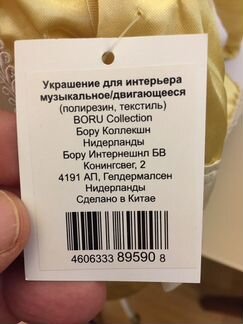 Украшение для интерьера
музыкальное/двигающееся
(полирезин, текстиль)
BORU Collection
Бору Коллекшн
Нидерланды
Бору Интернешнл БВ
Конингсвег, 2
4191 АП, Гелдермалсен
Нидерланды
Сделано в Китае
4606333 89590 8